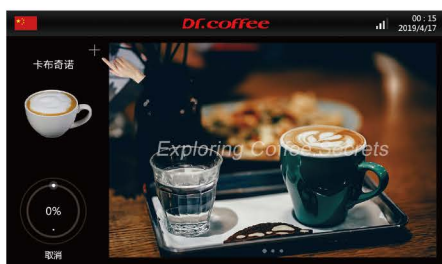 Dr.coffee
00 : 15
2019/4/17
卡布奇诺
Exploring Coffee Secrets
0%
取消